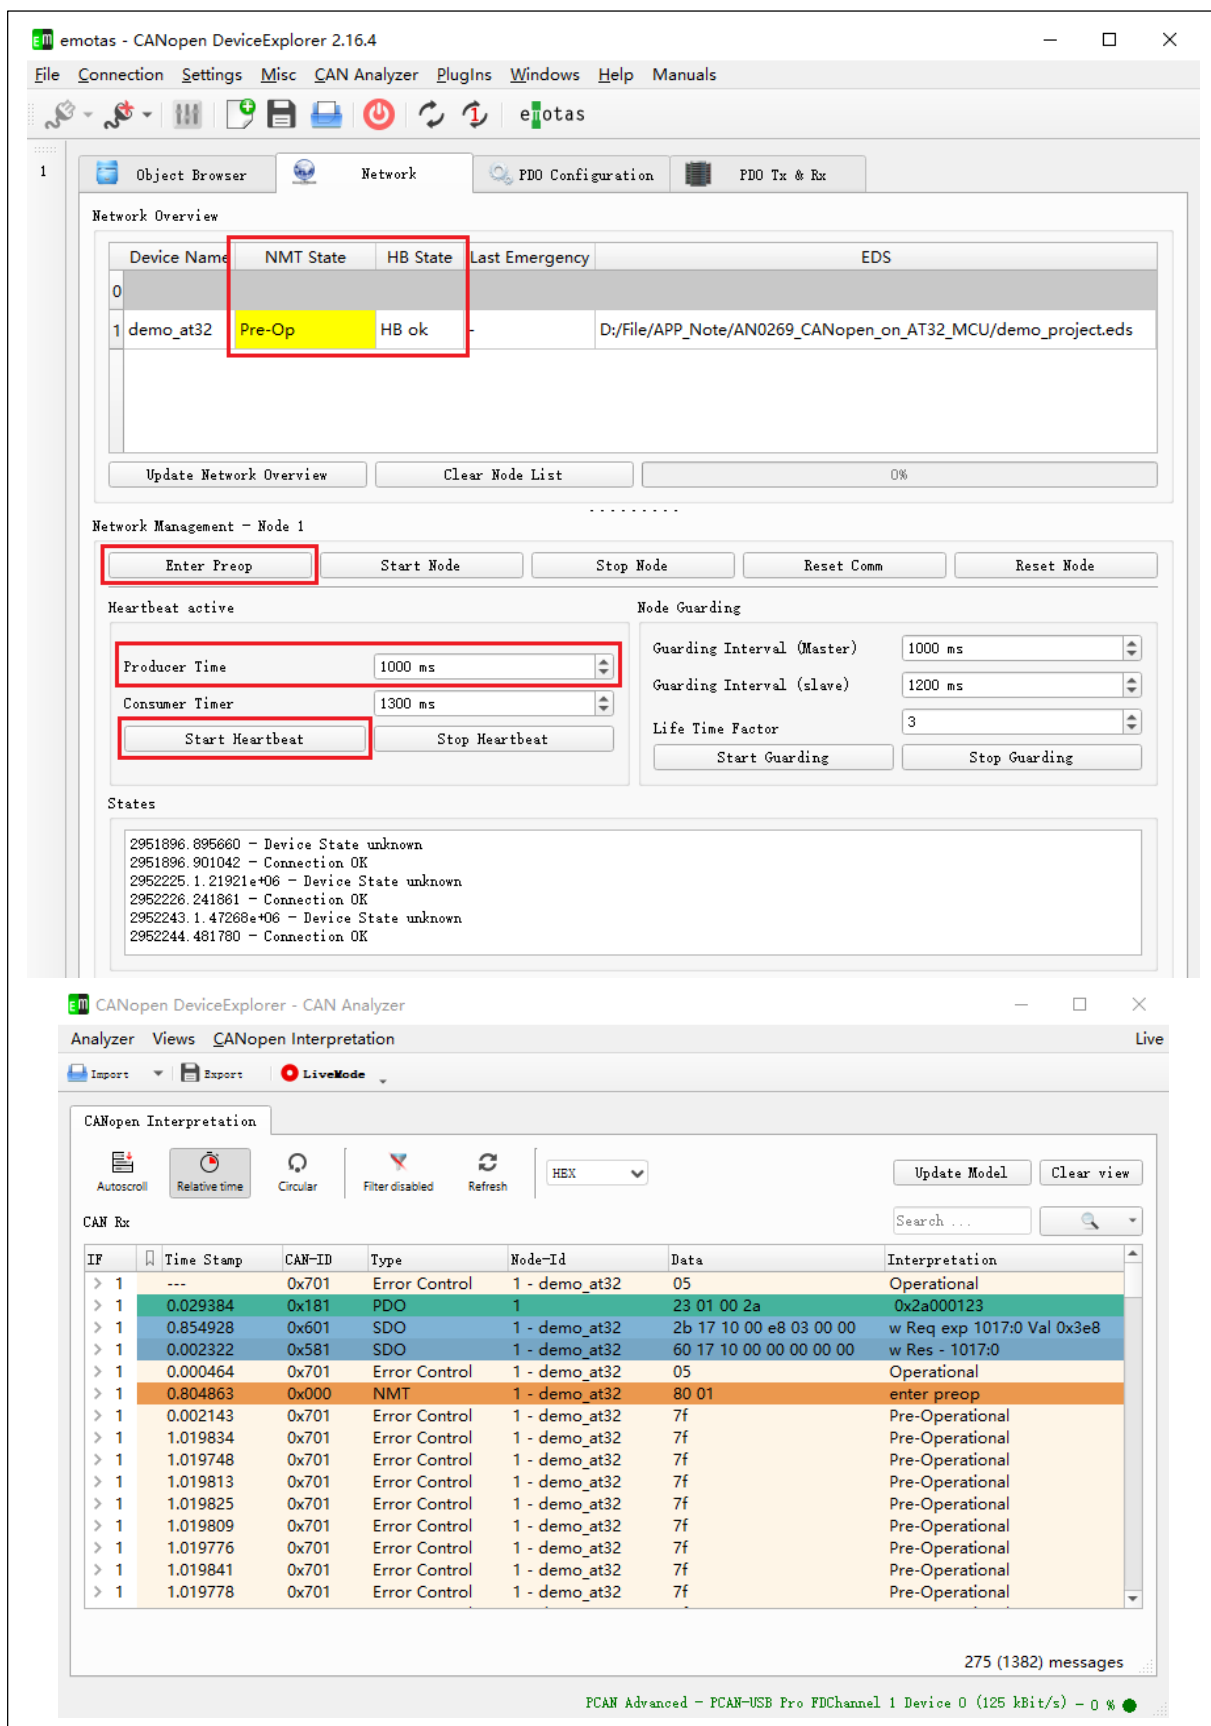 emotas - CANopen DeviceExplorer 2.16.4
File Connection Settings Misc CAN Analyzer PlugIns Windows Help Manuals
emotas
1
Object Browser Network PDO Configuration PDO Tx & Rx
Network Overview
Device Name NMT State HB State Last Emergency EDS
0
1 demo_at32 Pre-Op HB ok - D:/File/APP_Note/AN0269_CANopen_on_AT32_MCU/demo_project.eds
Update Network Overview Clear Node List 0%
Network Management - Node 1
Enter Preop Start Node Stop Node Reset Comm Reset Node
Heartbeat active Node Guarding
Guarding Interval (Master) 1000 ms
Producer Time 1000 ms
Guarding Interval (slave) 1200 ms
Consumer Timer 1300 ms
Life Time Factor 3
Start Heartbeat Stop Heartbeat
Start Guarding Stop Guarding
States
2951896.895660 - Device State unknown
2951896.901042 - Connection OK
2952225.1.21921e+06 - Device State unknown
2952226.241861 - Connection OK
2952243.1.47268e+06 - Device State unknown
2952244.481780 - Connection OK
CANopen DeviceExplorer - CAN Analyzer
Analyzer Views CANopen Interpretation Live
Import Export LiveMode
CANopen Interpretation
Autoscroll Relative time Circular Filter disabled Refresh HEX Update Model Clear view
CAN Rx Search ...
IF Time Stamp CAN-ID Type Node-Id Data Interpretation
> 1 --- 0x701 Error Control 1 - demo_at32 05 Operational
> 1 0.029384 0x181 PDO 1 23 01 00 2a 0x2a000123
> 1 0.854928 0x601 SDO 1 - demo_at32 2b 17 10 00 e8 03 00 00 w Req exp 1017:0 Val 0x3e8
> 1 0.002322 0x581 SDO 1 - demo_at32 60 17 10 00 00 00 00 00 w Res - 1017:0
> 1 0.000464 0x701 Error Control 1 - demo_at32 05 Operational
> 1 0.804863 0x000 NMT 1 - demo_at32 80 01 enter preop
> 1 0.002143 0x701 Error Control 1 - demo_at32 7f Pre-Operational
> 1 1.019834 0x701 Error Control 1 - demo_at32 7f Pre-Operational
> 1 1.019748 0x701 Error Control 1 - demo_at32 7f Pre-Operational
> 1 1.019813 0x701 Error Control 1 - demo_at32 7f Pre-Operational
> 1 1.019825 0x701 Error Control 1 - demo_at32 7f Pre-Operational
> 1 1.019809 0x701 Error Control 1 - demo_at32 7f Pre-Operational
> 1 1.019776 0x701 Error Control 1 - demo_at32 7f Pre-Operational
> 1 1.019841 0x701 Error Control 1 - demo_at32 7f Pre-Operational
> 1 1.019778 0x701 Error Control 1 - demo_at32 7f Pre-Operational
275 (1382) messages
PCAN Advanced - PCAN-USB Pro FDChannel 1 Device 0 (125 kBit/s) - 0 %